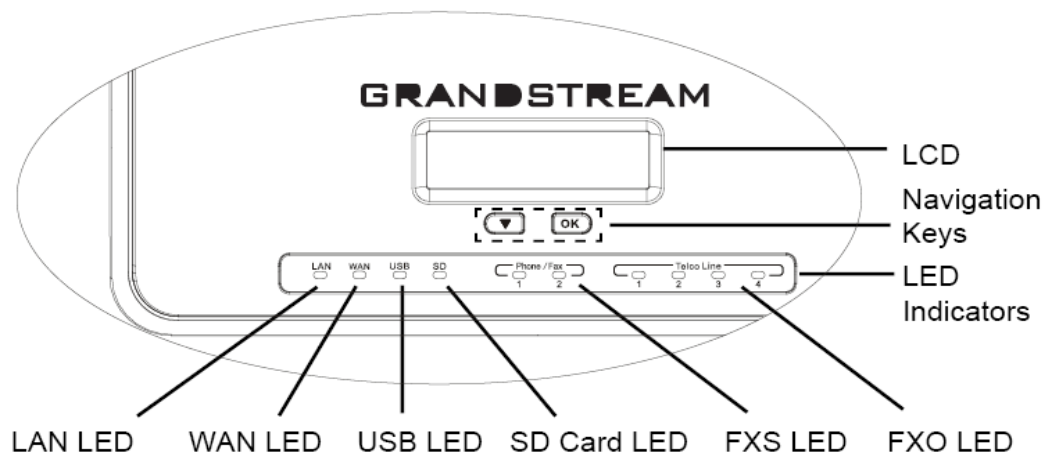 GRANDSTREAM
LCD
Navigation
Keys
OK
LED
Indicators
LAN WAN USB SD Phone / Fax Telco Line
1 2 1 2 3 4
LAN LED WAN LED USB LED SD Card LED FXS LED FXO LED